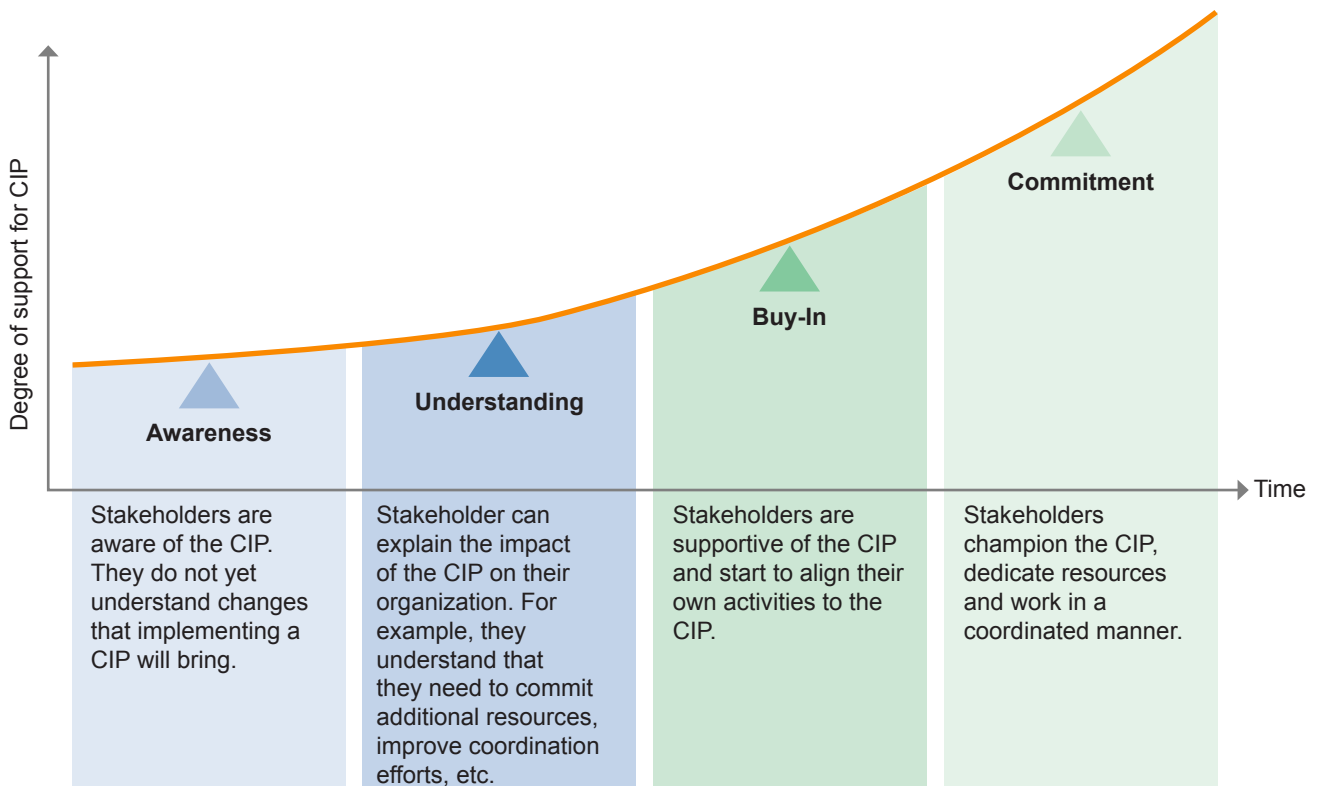 Degree of support for CIP
Commitment
Buy-In
Understanding
Awareness
Time
Stakeholders are
aware of the CIP.
They do not yet
understand changes
that implementing a
CIP will bring.
Stakeholder can
explain the impact
of the CIP on their
organization. For
example, they
understand that
they need to commit
additional resources,
improve coordination
efforts, etc.
Stakeholders are
supportive of the CIP
and start to align their
own activities to the
CIP.
Stakeholders
champion the CIP,
dedicate resources
and work in a
coordinated manner.